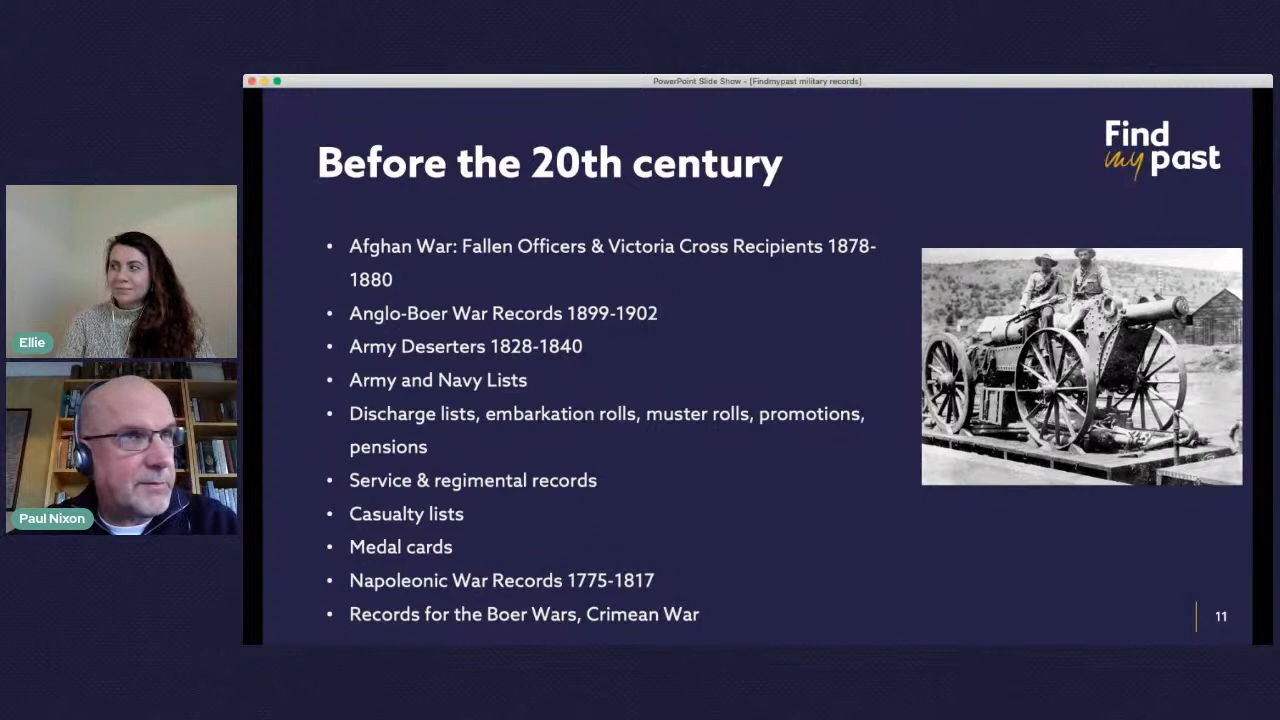 PowerPoint Slide Show - [Findmypast military records]
Find
my past
Before the 20th century
• Afghan War: Fallen Officers & Victoria Cross Recipients 1878-
1880
• Anglo-Boer War Records 1899-1902
• Army Deserters 1828-1840
• Army and Navy Lists
• Discharge lists, embarkation rolls, muster rolls, promotions,
pensions
• Service & regimental records
• Casualty lists
• Medal cards
• Napoleonic War Records 1775-1817
• Records for the Boer Wars, Crimean War
11
Ellie
Paul Nixon